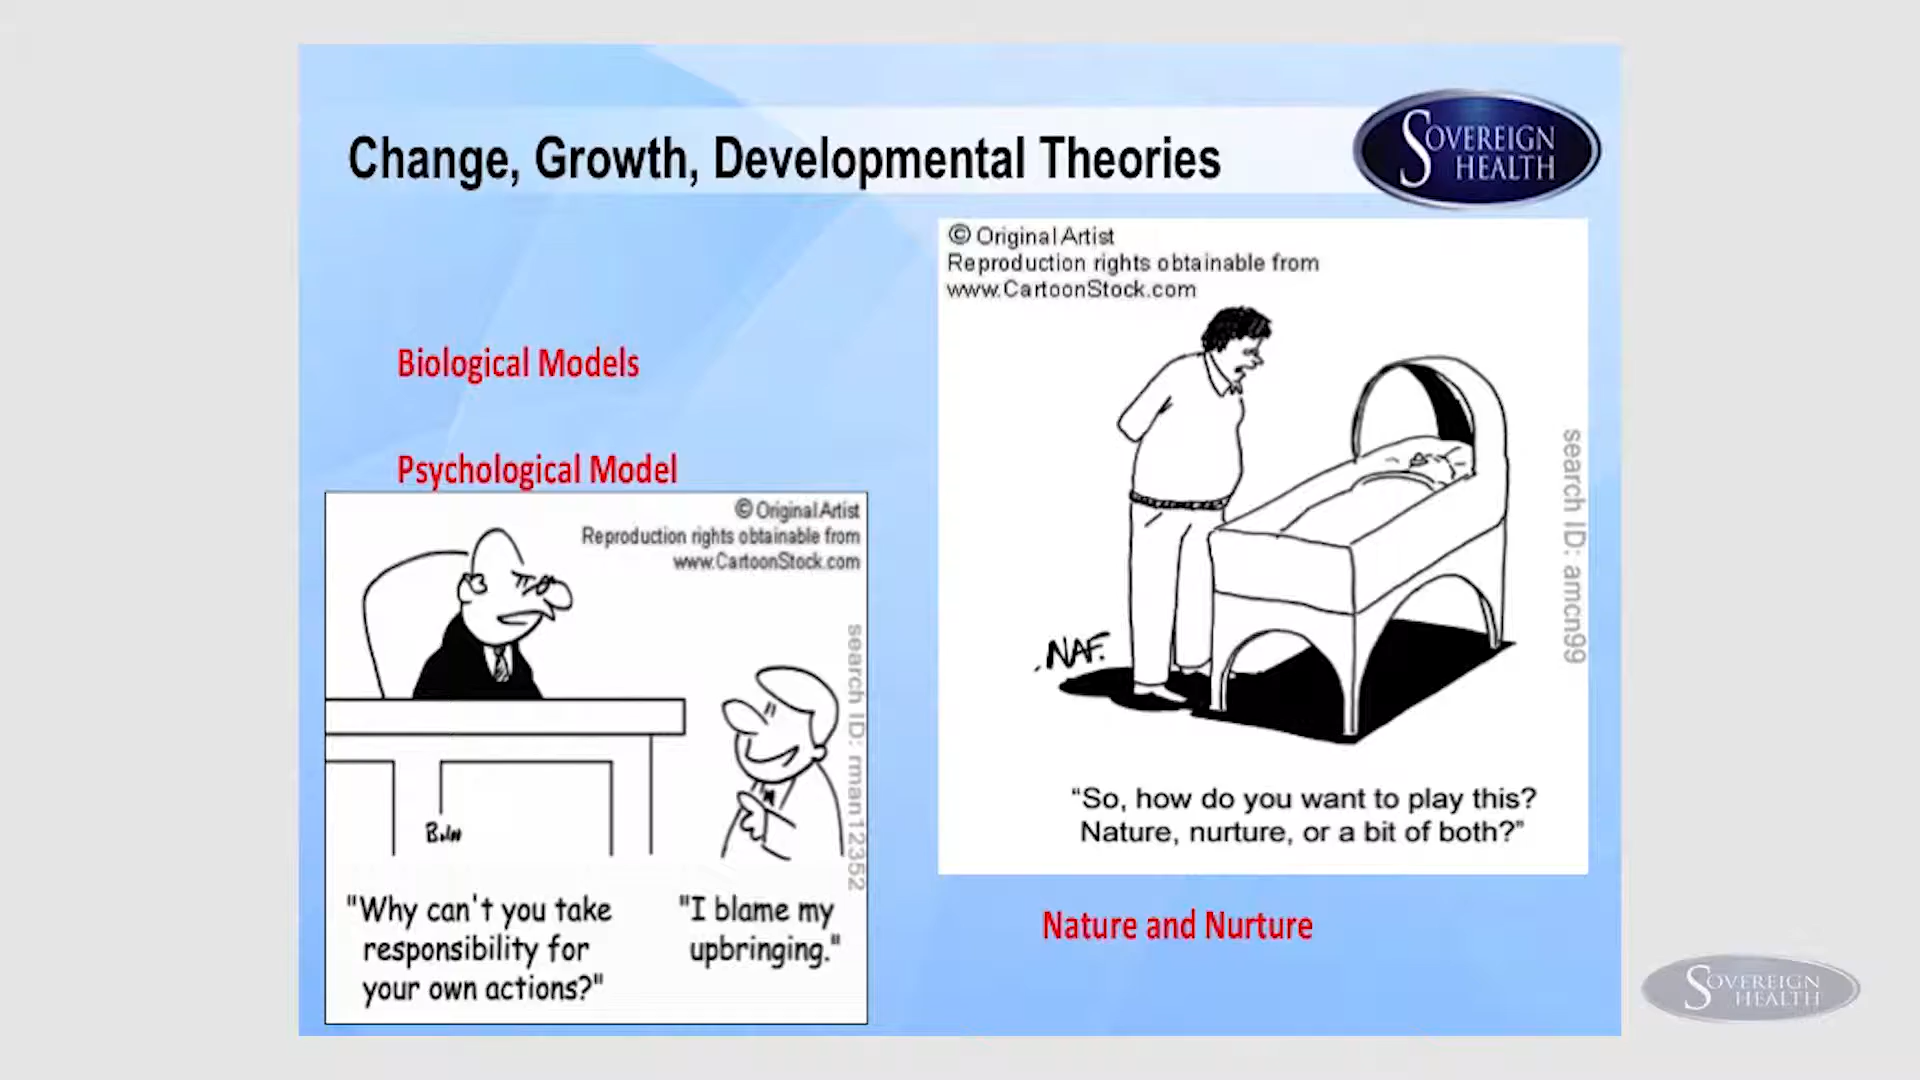 Change, Growth, Developmental Theories
SOVEREIGN
HEALTH
Biological Models
Psychological Model
© Original Artist
Reproduction rights obtainable from
www.CartoonStock.com
search ID: rman12352
"Why can't you take
responsibility for
your own actions?"
"I blame my
upbringing."
© Original Artist
Reproduction rights obtainable from
www.CartoonStock.com
search ID: amcn99
NAF.
“So, how do you want to play this?
Nature, nurture, or a bit of both?”
Nature and Nurture
SOVEREIGN
HEALTH